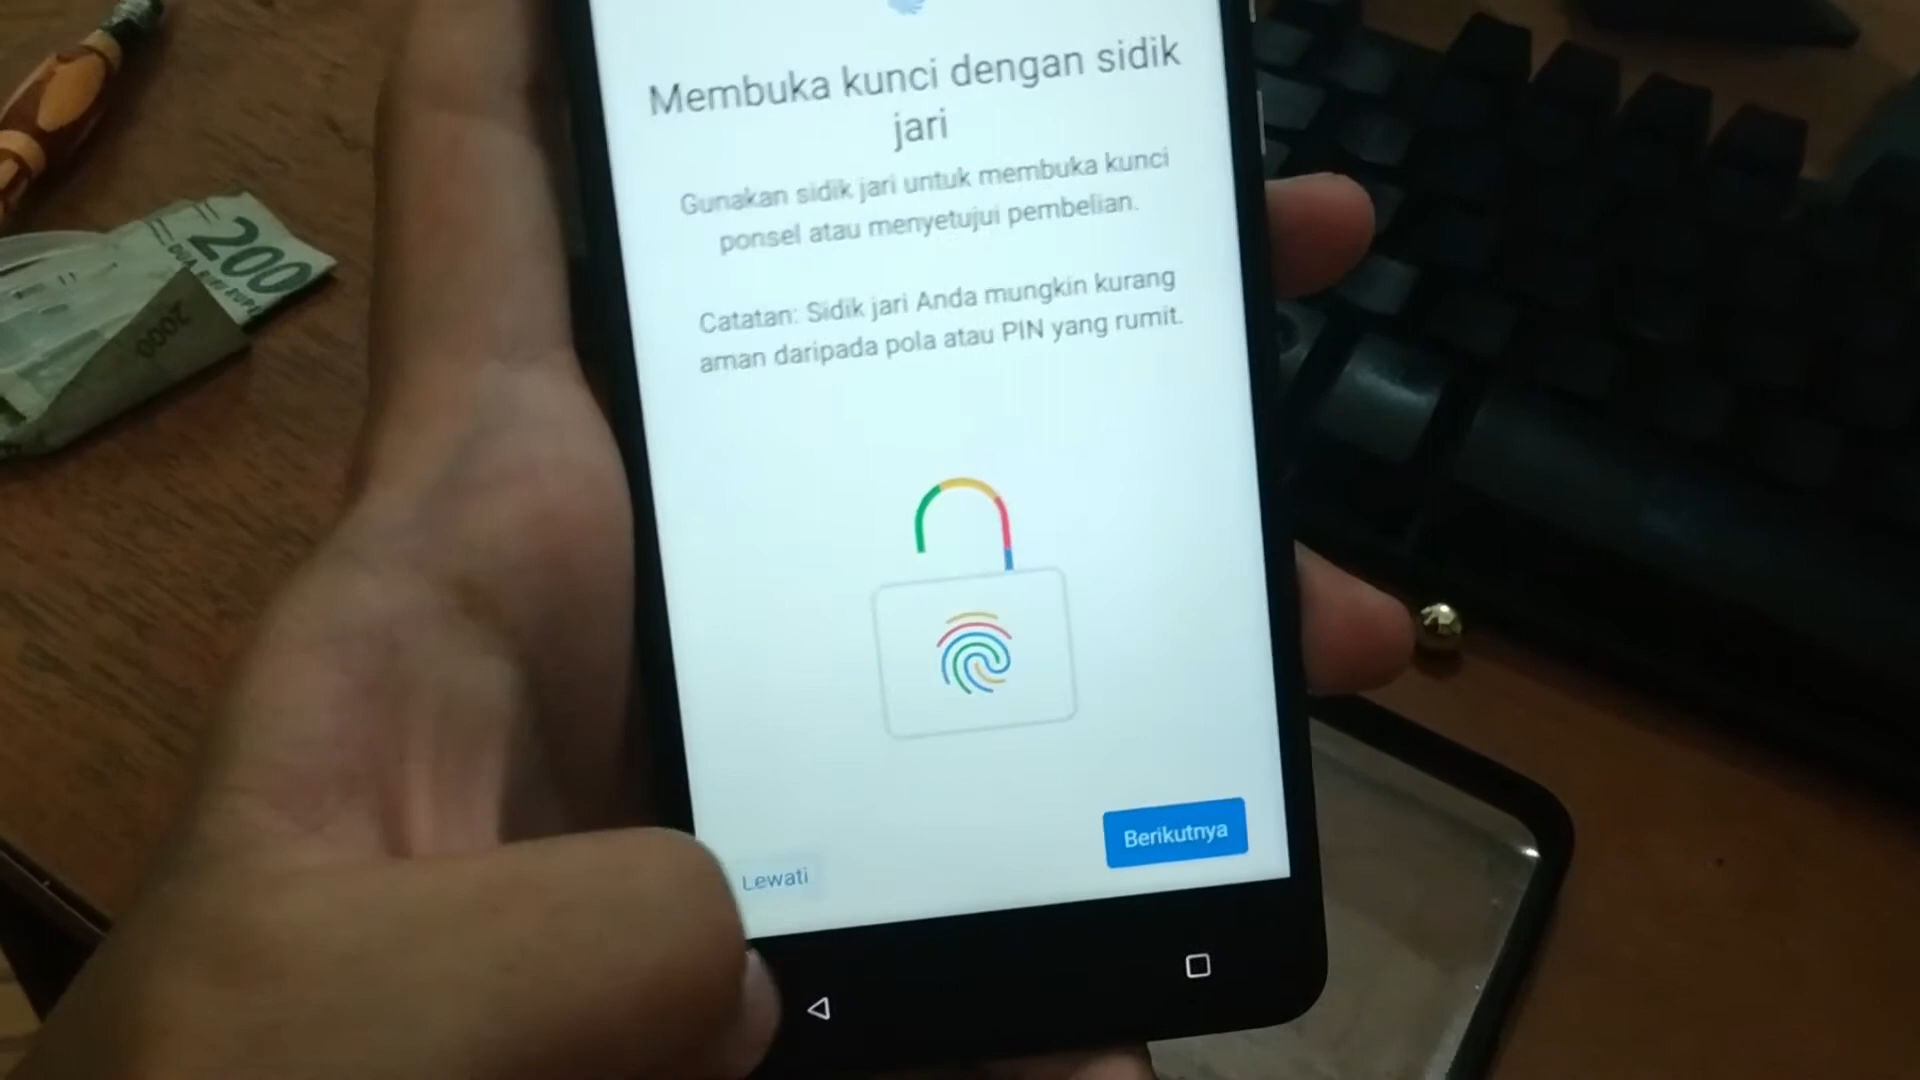 Membuka kunci dengan sidik
jari
Gunakan sidik jari untuk membuka kunci
ponsel atau menyetujui pembelian.
Catatan: Sidik jari Anda mungkin kurang
aman daripada pola atau PIN yang rumit.
Berikutnya
Lewati
200
2000